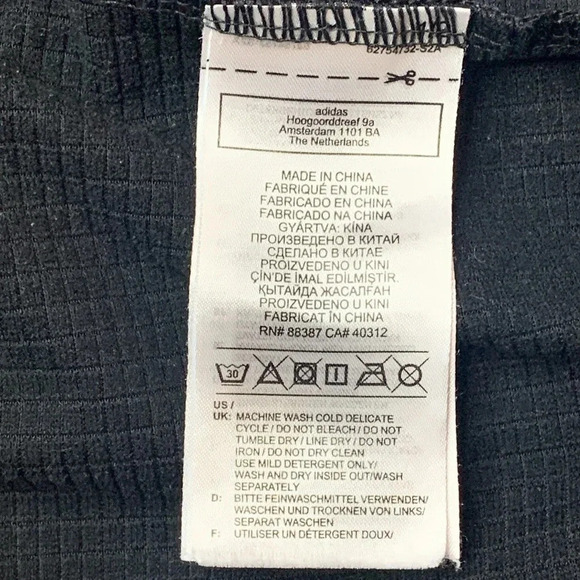 62754732-S2A
adidas
Hoogoorddreef 9a
Amsterdam 1101 BA
The Netherlands
MADE IN CHINA
FABRIQUÉ EN CHINE
FABRICADO EN CHINA
FABRICADO NA CHINA
GYÁRTVA: KÍNA
ПРОИЗВЕДЕНО В КИТАЙ
СДЕЛАНО В КИТАЕ
PROIZVEDENO U KINI
ÇİN'DE İMAL EDİLMİŞTİR.
ҚЫТАЙДА ЖАСАЛҒАН
PROIZVEDENO U KINI
FABRICAT ÎN CHINA
RN# 88387 CA# 40312
30
US /
UK: MACHINE WASH COLD DELICATE
CYCLE / DO NOT BLEACH / DO NOT
TUMBLE DRY / LINE DRY / DO NOT
IRON / DO NOT DRY CLEAN
USE MILD DETERGENT ONLY/
WASH AND DRY INSIDE OUT/WASH
SEPARATELY
D: BITTE FEINWASCHMITTEL VERWENDEN/
WASCHEN UND TROCKNEN VON LINKS/
SEPARAT WASCHEN
F: UTILISER UN DÉTERGENT DOUX/